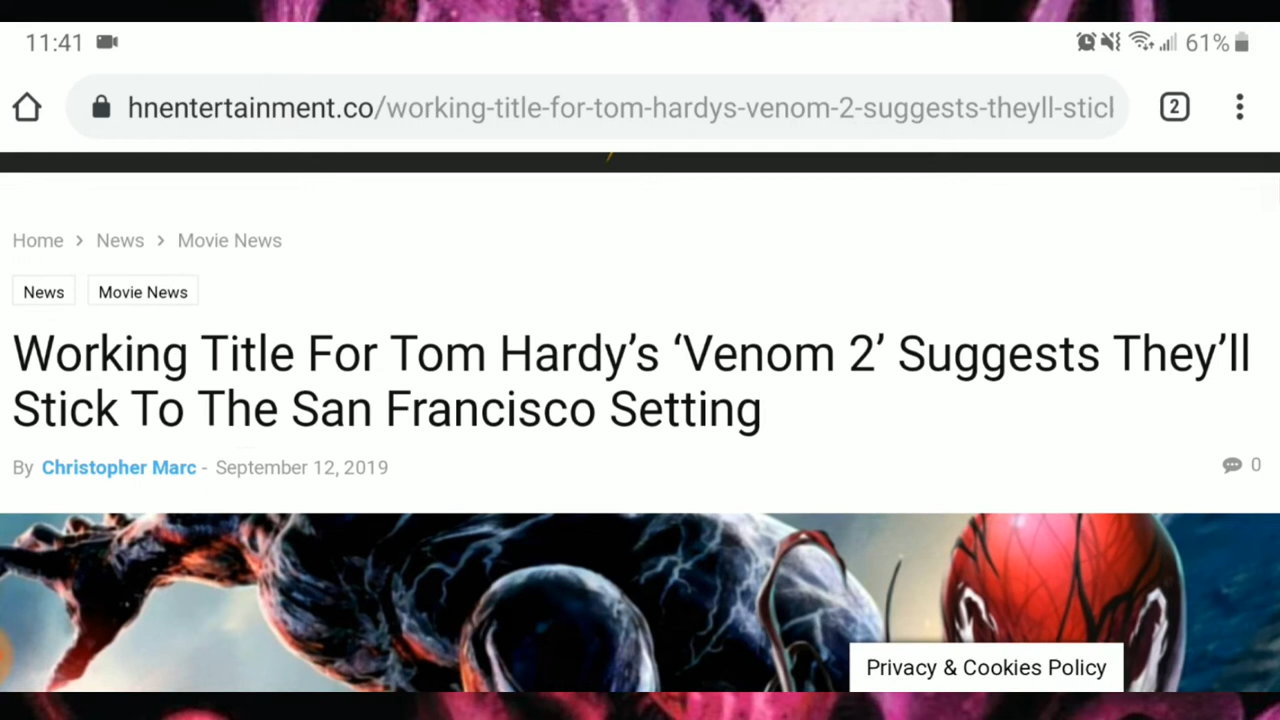 11:41 61%
hnentertainment.co/working-title-for-tom-hardys-venom-2-suggests-theyll-sticl 2
Home > News > Movie News
News Movie News
Working Title For Tom Hardy’s ‘Venom 2’ Suggests They’ll
Stick To The San Francisco Setting
By Christopher Marc - September 12, 2019 0
Privacy & Cookies Policy